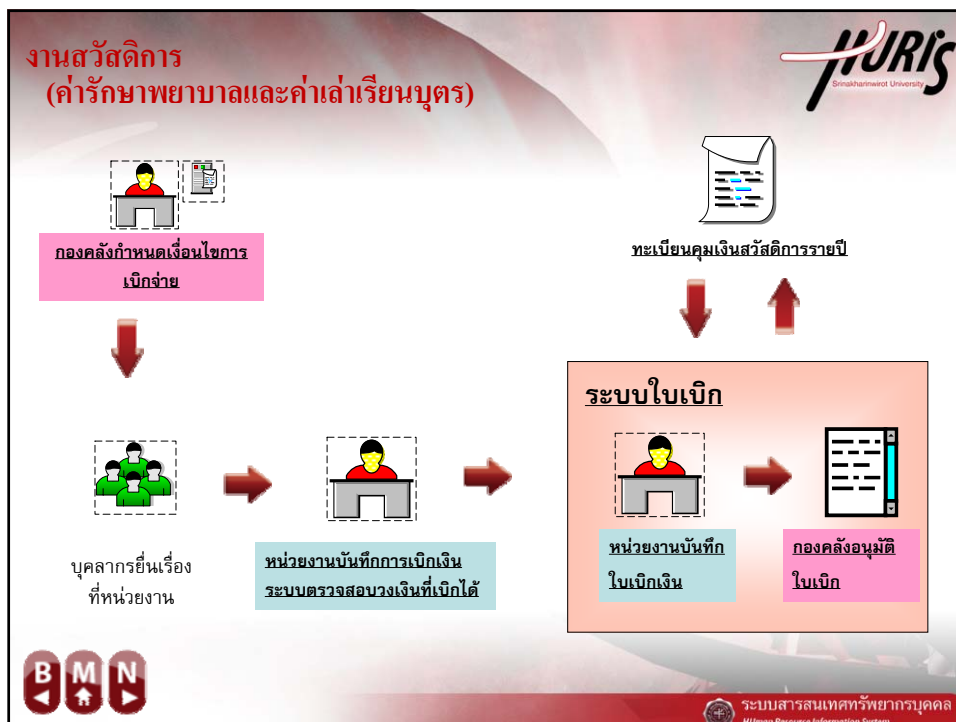 งานสวัสดิการ
(ค่ารักษาพยาบาลและค่าเล่าเรียนบุตร)
HURIS
Srinakharinwirot University
กองคลังกำหนดเงื่อนไขการ
เบิกจ่าย
ทะเบียนคุมเงินสวัสดิการรายปี
ระบบใบเบิก
บุคลากรยื่นเรื่อง
ที่หน่วยงาน
หน่วยงานบันทึกการเบิกเงิน
ระบบตรวจสอบวงเงินที่เบิกได้
หน่วยงานบันทึก
ใบเบิกเงิน
กองคลังอนุมัติ
ใบเบิก
B M N
ระบบสารสนเทศทรัพยากรบุคคล
HUman Resource Information System